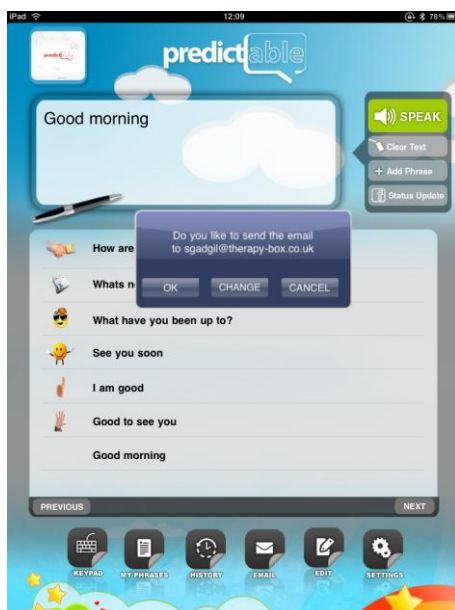 iPad 12:09 78%
predictable
predictable
Good morning
SPEAK
Clear Text
+ Add Phrase
Status Update
Do you like to send the email
to sgadgil@therapy-box.co.uk
OK CHANGE CANCEL
How are
Whats n
What have you been up to?
See you soon
I am good
Good to see you
Good morning
PREVIOUS NEXT
KEYPAD MY PHRASES HISTORY EMAIL EDIT SETTINGS